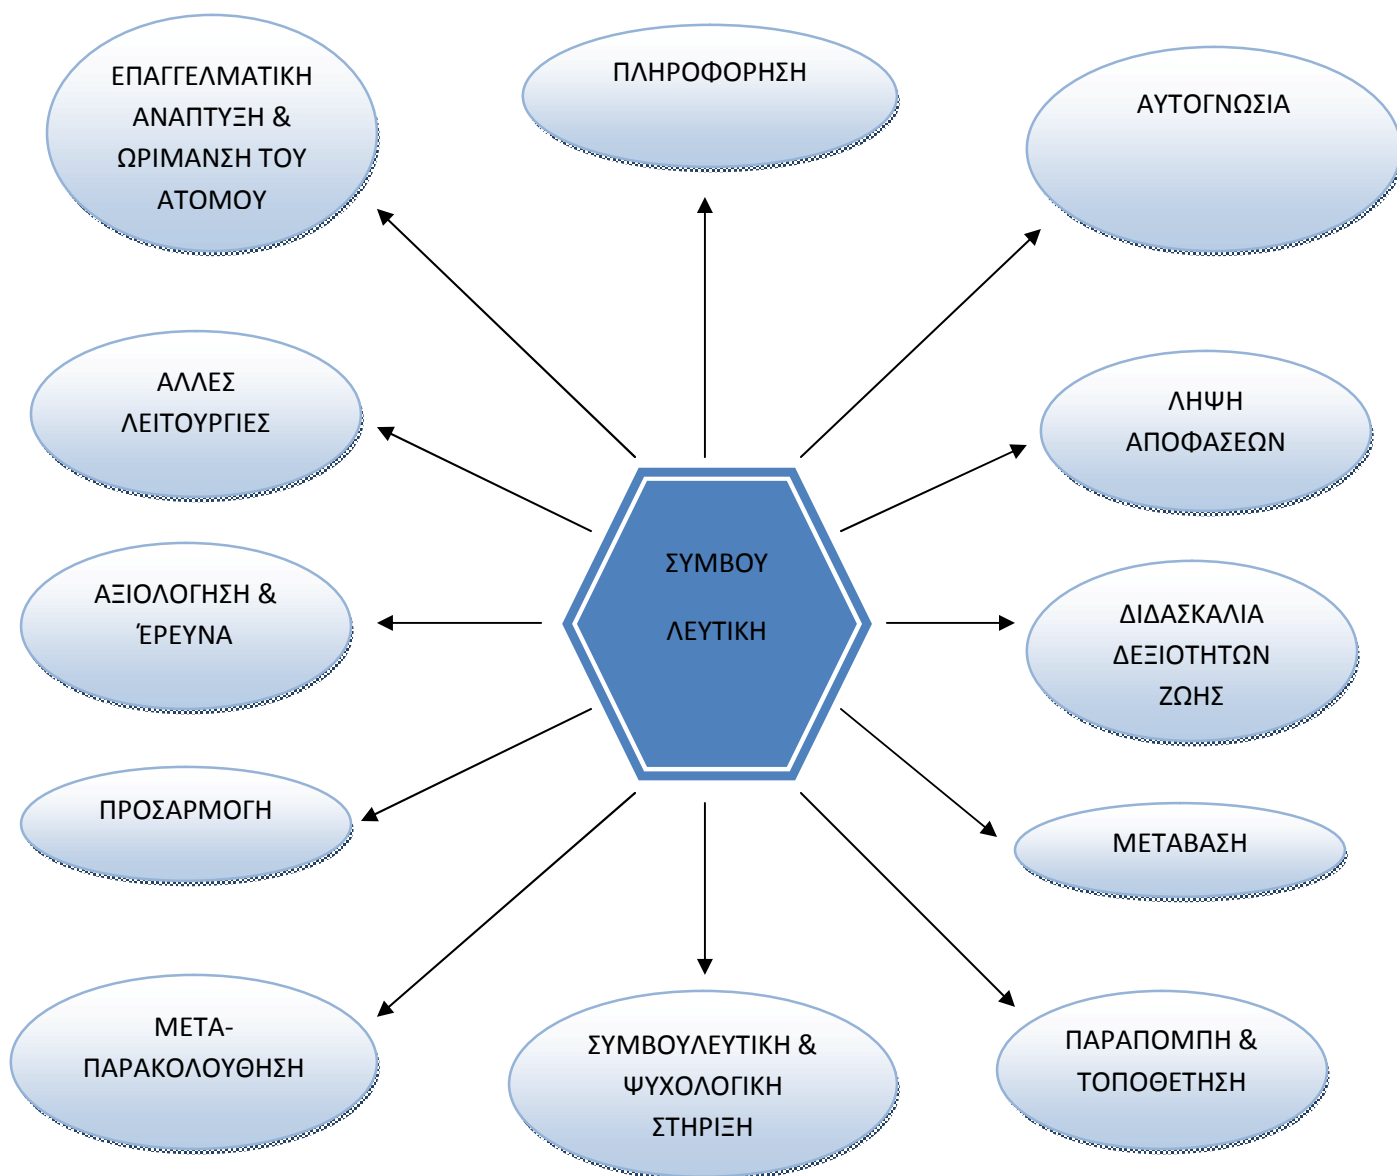 ΕΠΑΓΓΕΛΜΑΤΙΚΗ
ΑΝΑΠΤΥΞΗ &
ΩΡΙΜΑΝΣΗ ΤΟΥ
ΑΤΟΜΟΥ
ΠΛΗΡΟΦΟΡΗΣΗ
ΑΥΤΟΓΝΩΣΙΑ
ΑΛΛΕΣ
ΛΕΙΤΟΥΡΓΙΕΣ
ΛΗΨΗ
ΑΠΟΦΑΣΕΩΝ
ΣΥΜΒΟΥ
ΛΕΥΤΙΚΗ
ΑΞΙΟΛΟΓΗΣΗ &
ΈΡΕΥΝΑ
ΔΙΔΑΣΚΑΛΙΑ
ΔΕΞΙΟΤΗΤΩΝ
ΖΩΗΣ
ΠΡΟΣΑΡΜΟΓΗ
ΜΕΤΑΒΑΣΗ
ΜΕΤΑ-
ΠΑΡΑΚΟΛΟΥΘΗΣΗ
ΣΥΜΒΟΥΛΕΥΤΙΚΗ &
ΨΥΧΟΛΟΓΙΚΗ
ΣΤΗΡΙΞΗ
ΠΑΡΑΠΟΜΠΗ &
ΤΟΠΟΘΕΤΗΣΗ